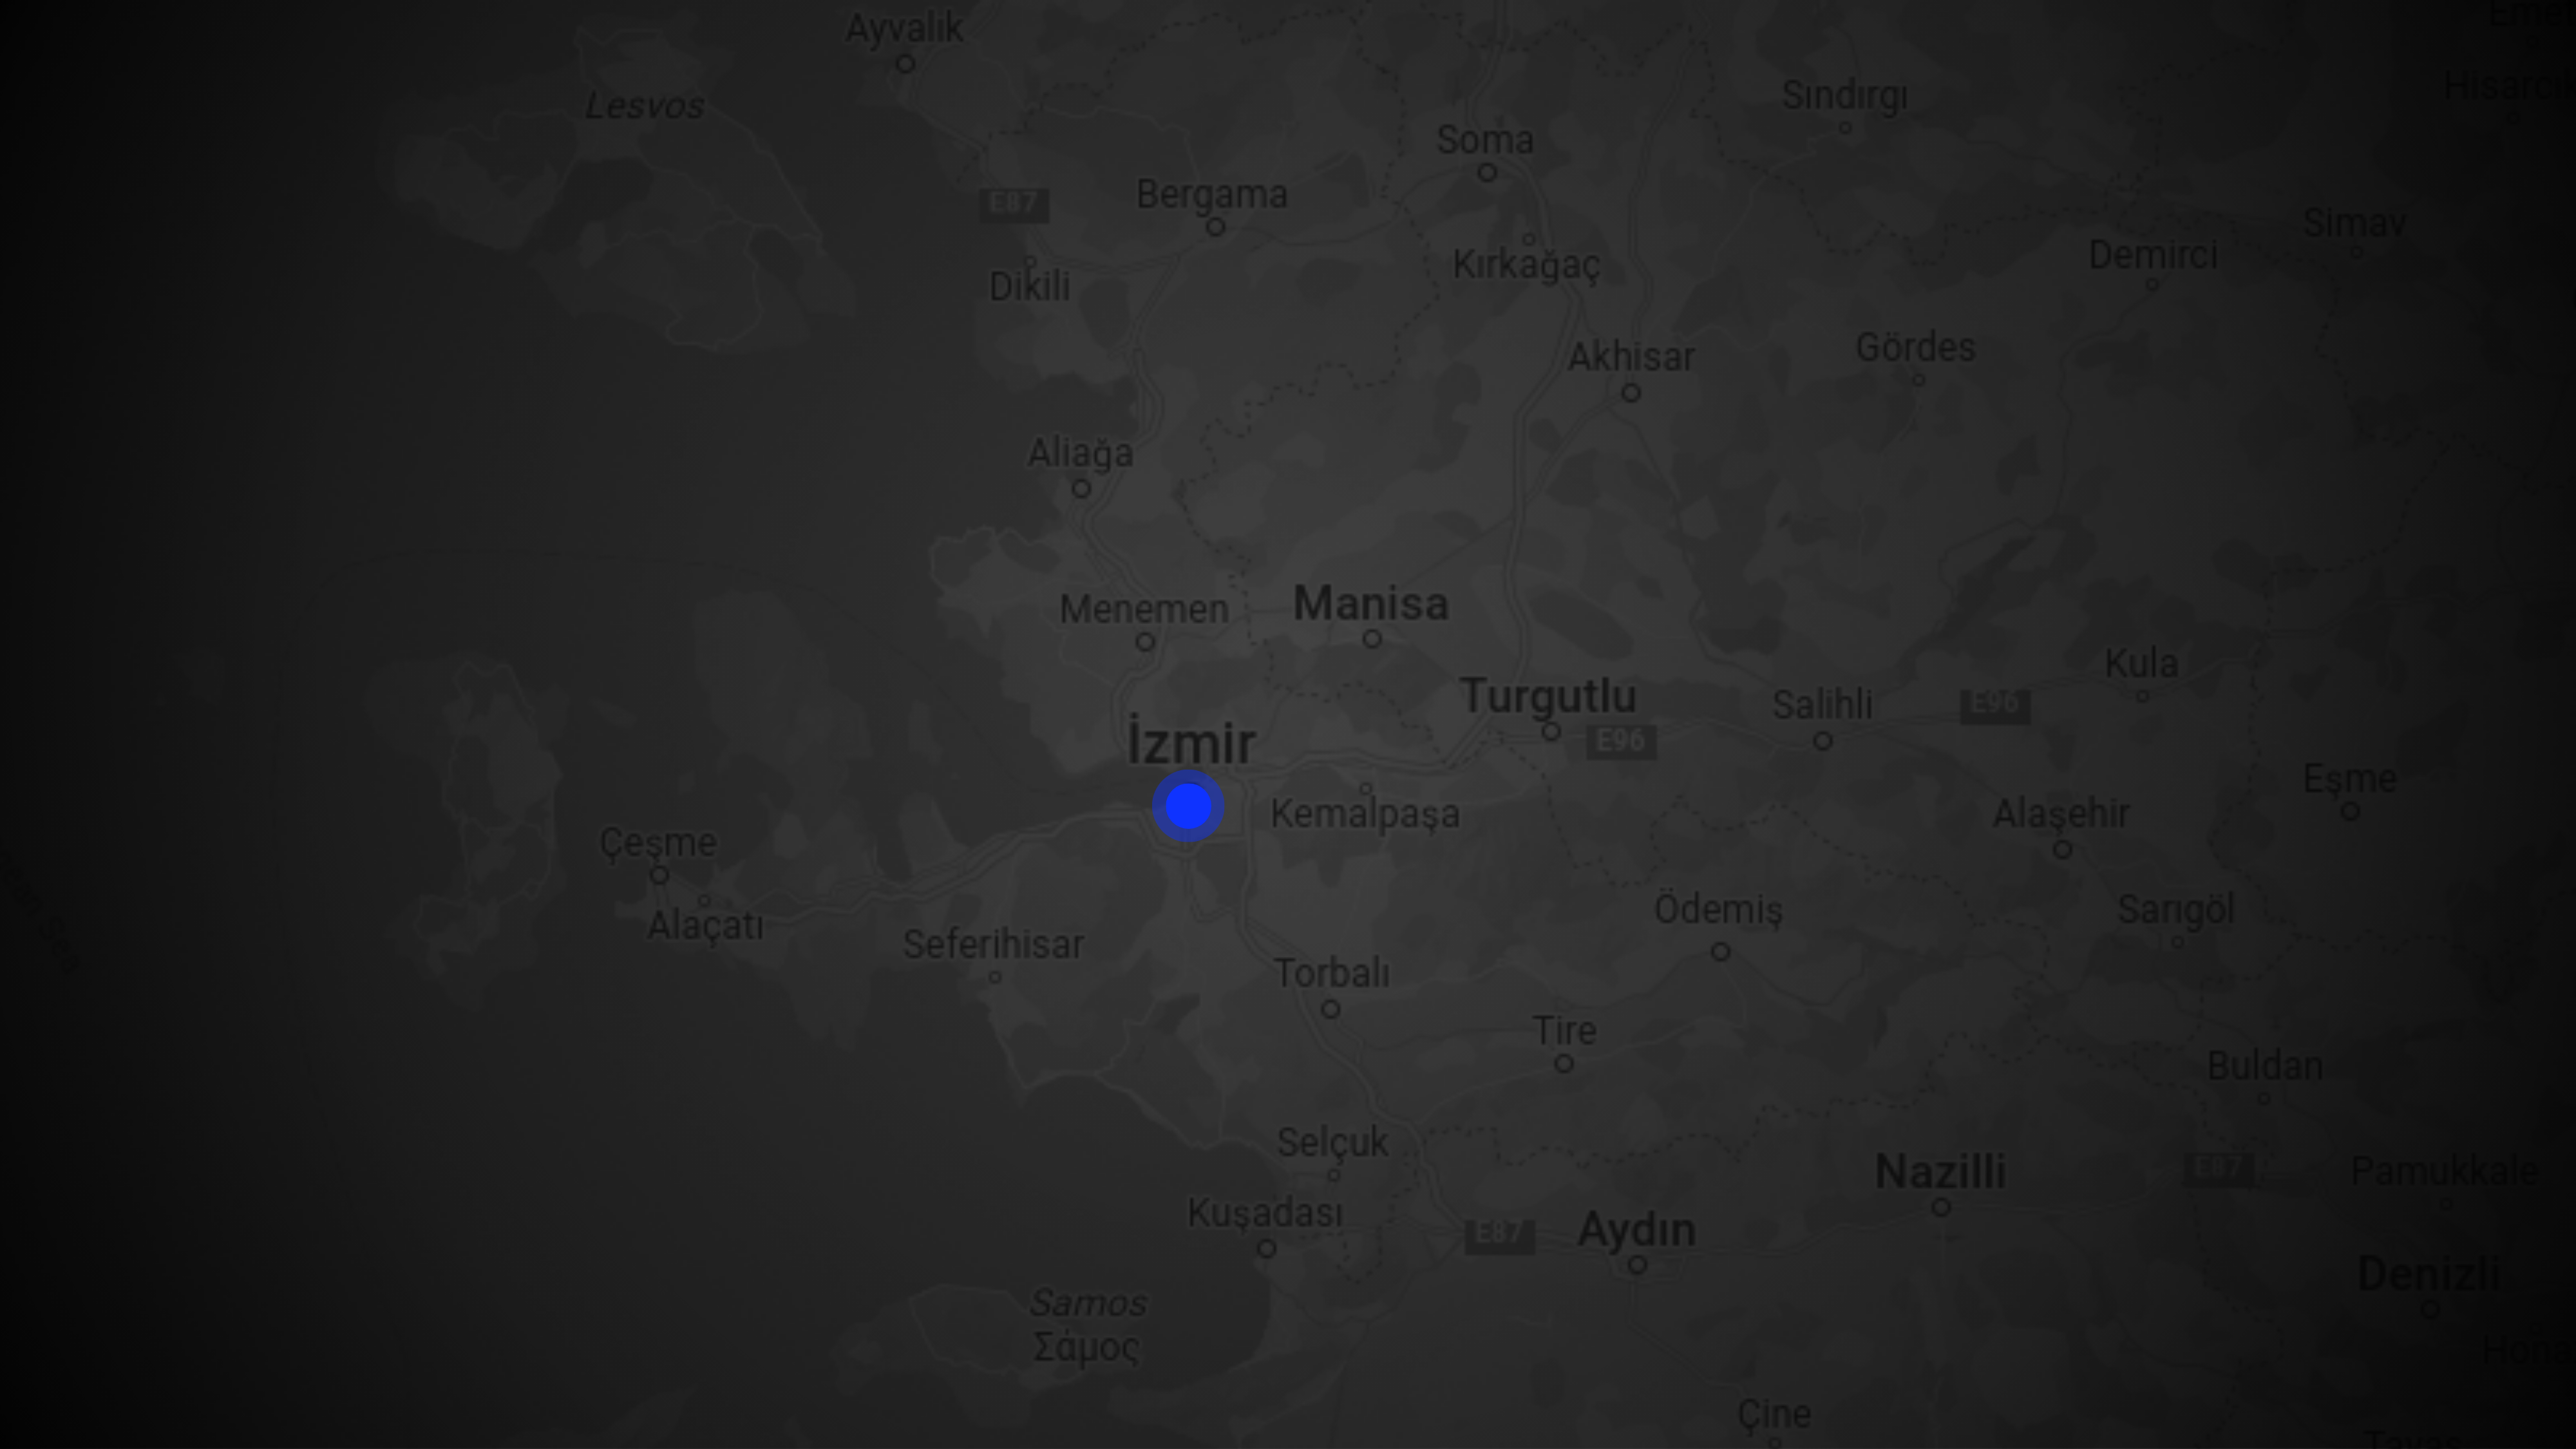 Ayvalık
Lesvos
Sındırgı
Soma
Bergama
E87
Simav
Demirci
Kırkağaç
Dikili
Gördes
Akhisar
Aliağa
Manisa
Menemen
Kula
Turgutlu
Salihli
E96
E96
İzmir
Eşme
Kemalpaşa
Alaşehir
Çeşme
Ödemiş
Sarıgöl
Alaçatı
Seferihisar
Torbalı
Tire
Buldan
Selçuk
Nazilli
E87
Pamukkale
Kuşadası
E87
Aydın
Denizli
Samos
Σάμος
Çine